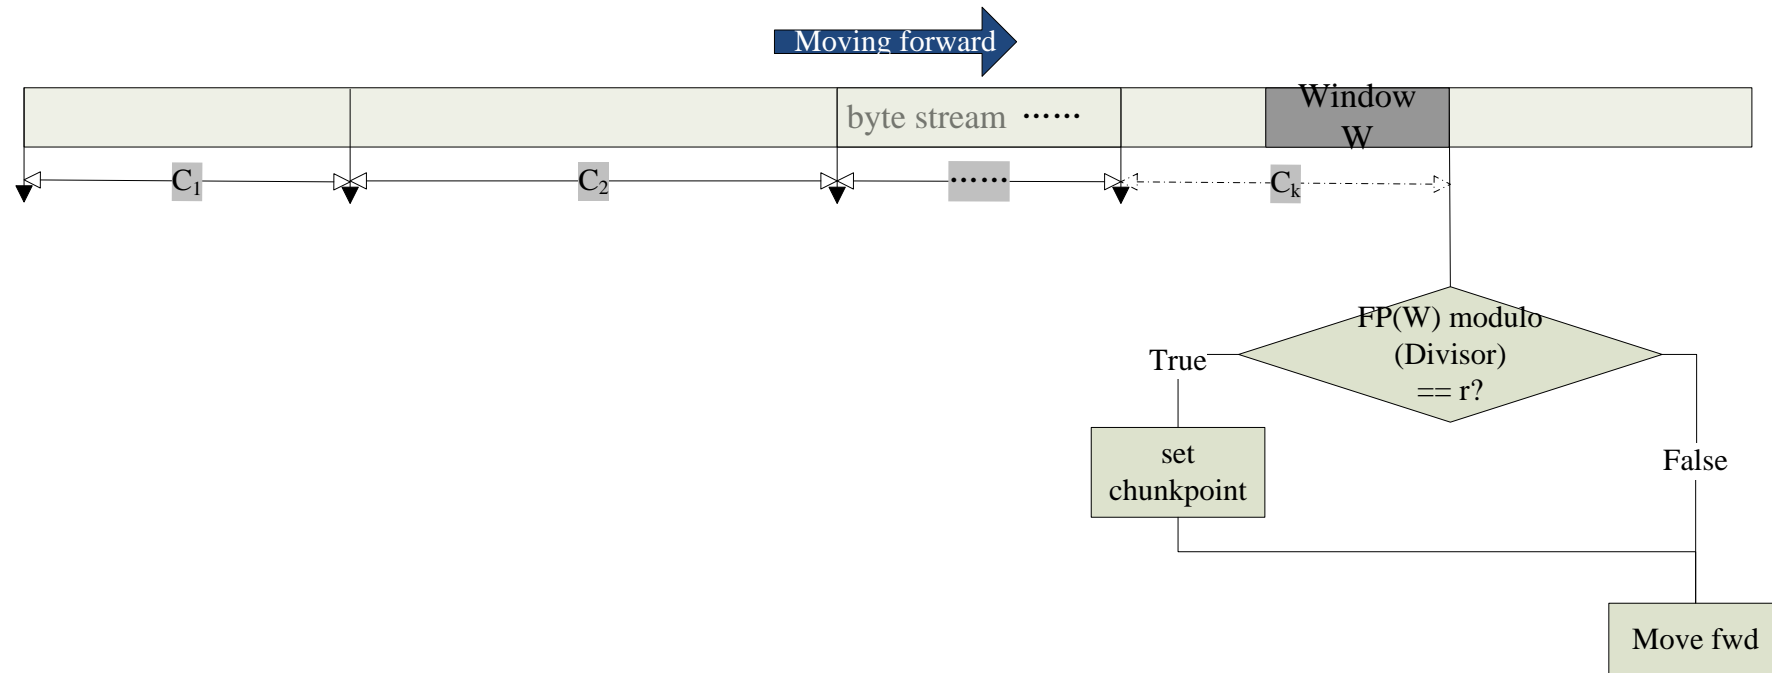 Moving forward
byte stream ······
Window
W
C₁
C₂
······
Cₖ
FP(W) modulo
(Divisor)
== r?
True
set
chunkpoint
False
Move fwd